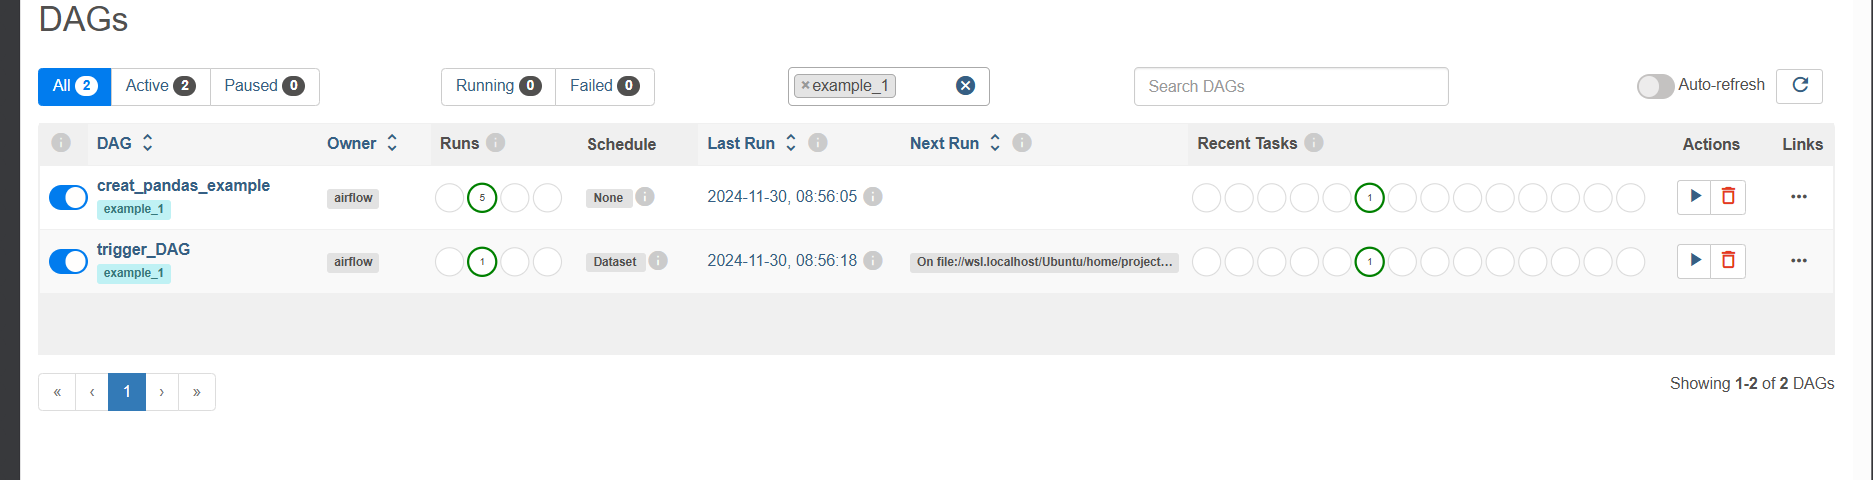 DAGs
All 2 Active 2 Paused 0 Running 0 Failed 0 × example_1 Search DAGs Auto-refresh
DAG Owner Runs Schedule Last Run Next Run Recent Tasks Actions Links
creat_pandas_example
example_1
airflow 5 None 2024-11-30, 08:56:05 1 ...
trigger_DAG
example_1
airflow 1 Dataset 2024-11-30, 08:56:18 On file://wsl.localhost/Ubuntu/home/project... 1 ...
« ‹ 1 › » Showing 1-2 of 2 DAGs